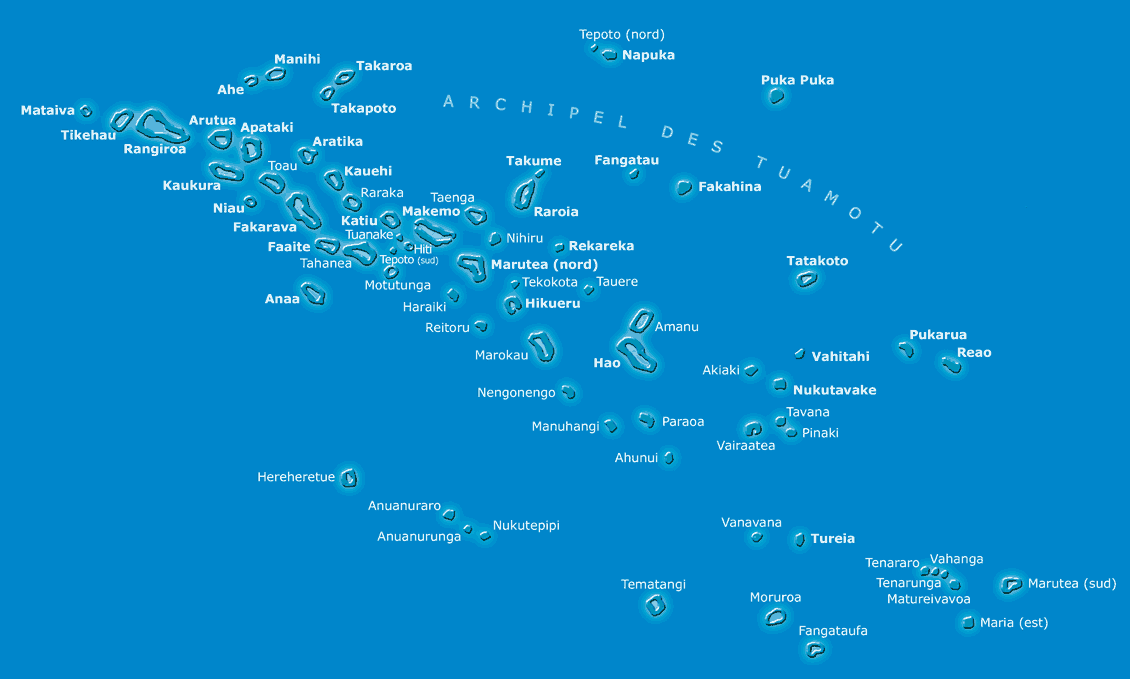 Tepoto (nord)
Napuka
Manihi
Takaroa
Ahe
Puka Puka
Takapoto
ARCHIPEL DES TUAMOTU
Mataiva
Tikehau
Rangiroa
Arutua
Apataki
Aratika
Toau
Kauehi
Takume
Fangatau
Fakahina
Kaukura
Raraka
Taenga
Niau
Katiu
Makemo
Raroia
Fakarava
Tuanake
Nihiru
Faaite
Hiti
Rekareka
Tahanea
Tepoto (sud)
Marutea (nord)
Tatakoto
Motutunga
Tekokota
Tauere
Anaa
Haraiki
Hikueru
Reitoru
Amanu
Pukarua
Marokau
Hao
Vahitahi
Reao
Akiaki
Nengonengo
Nukutavake
Tavana
Manuhangi
Paraoa
Pinaki
Vairaatea
Ahunui
Hereheretue
Anuanuraro
Nukutepipi
Anuanurunga
Vanavana
Tureia
Tenararo
Vahanga
Tematangi
Tenarunga
Marutea (sud)
Moruroa
Matureivavoa
Maria (est)
Fangataufa